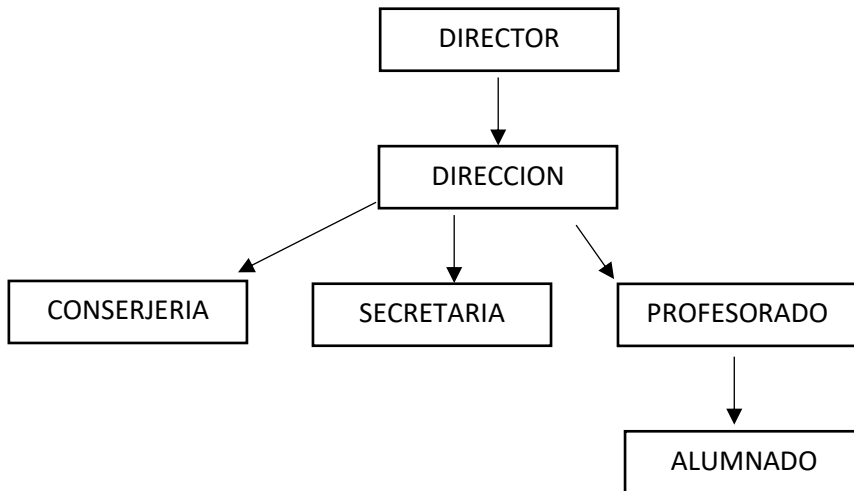 DIRECTOR
DIRECCION
CONSERJERIA
SECRETARIA
PROFESORADO
ALUMNADO